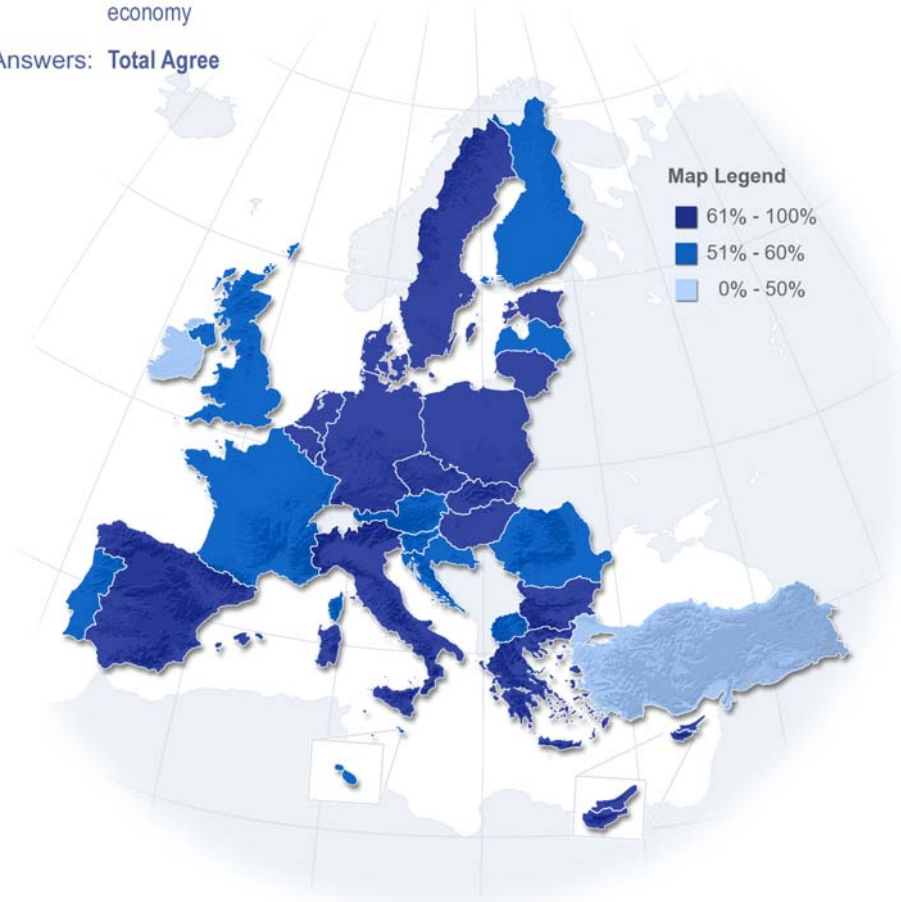 economy
Answers: Total Agree
Map Legend
61% - 100%
51% - 60%
0% - 50%